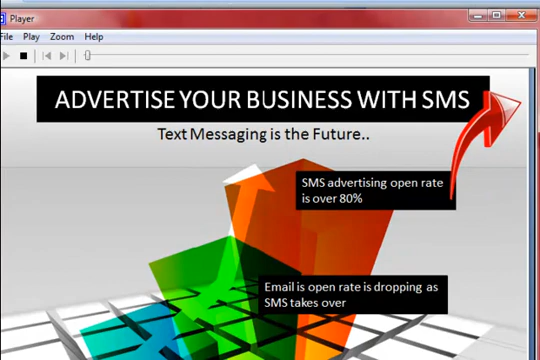 Player
File Play Zoom Help
ADVERTISE YOUR BUSINESS WITH SMS
Text Messaging is the Future..
SMS advertising open rate
is over 80%
Email is open rate is dropping as
SMS takes over